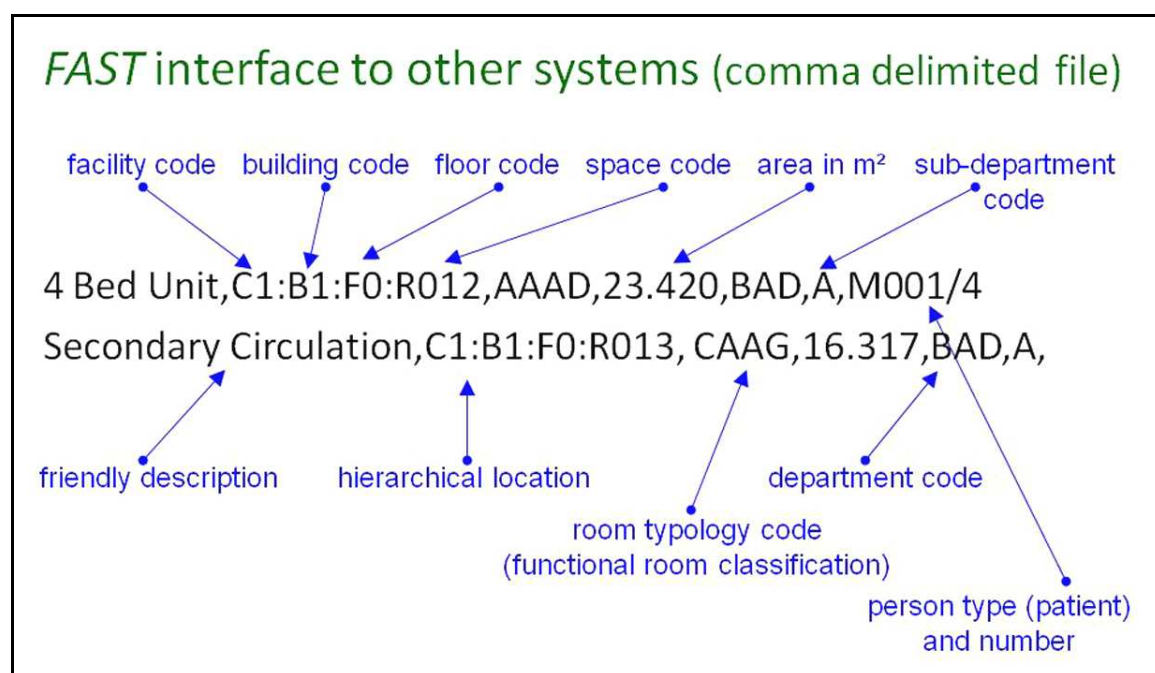 FAST interface to other systems (comma delimited file)
facility code building code floor code space code area in m² sub-department code
4 Bed Unit,C1:B1:F0:R012,AAAD,23.420,BAD,A,M001/4
Secondary Circulation,C1:B1:F0:R013, CAAG,16.317,BAD,A,
friendly description hierarchical location department code
room typology code
(functional room classification)
person type (patient)
and number